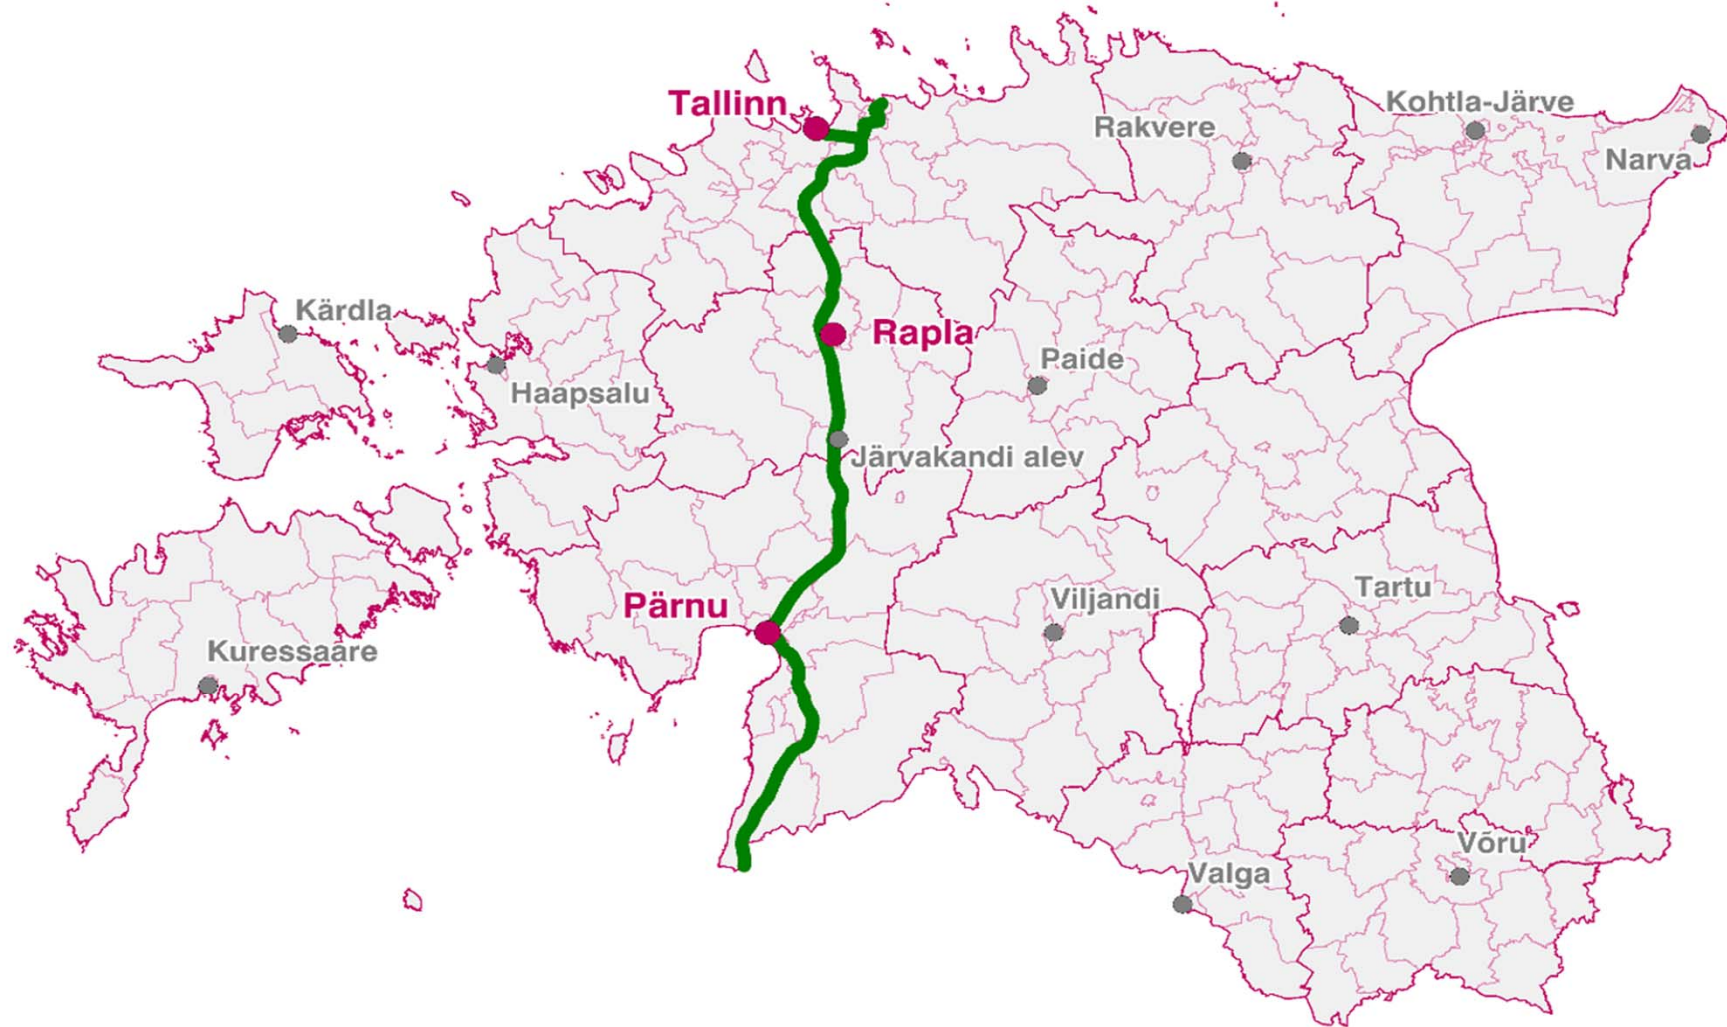 Tallinn
Kohtla-Järve
Rakvere
Narva
Kärdla
Rapla
Paide
Haapsalu
Järvakandi alev
Tartu
Viljandi
Pärnu
Kuressaare
Võru
Valga